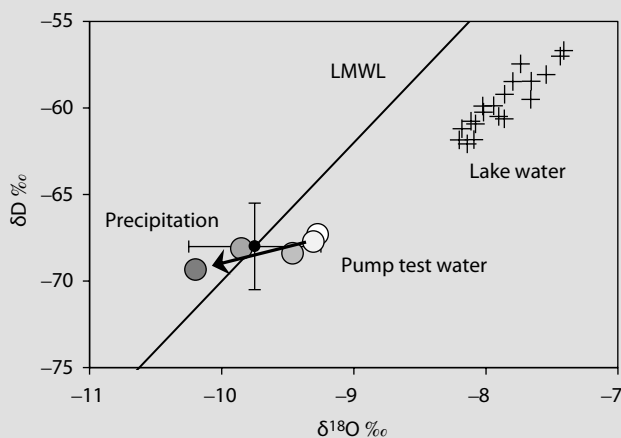 −55
LMWL
−60
δD ‰
Lake water
−65
Precipitation
Pump test water
−70
−75
−11
−10
−9
−8
−7
δ¹⁸O ‰